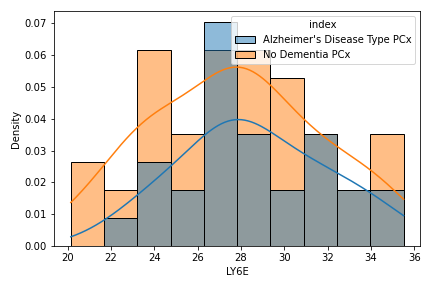 index
Alzheimer's Disease Type PCx
No Dementia PCx
0.07
0.06
0.05
0.04
0.03
0.02
0.01
0.00
Density
20 22 24 26 28 30 32 34 36
LY6E